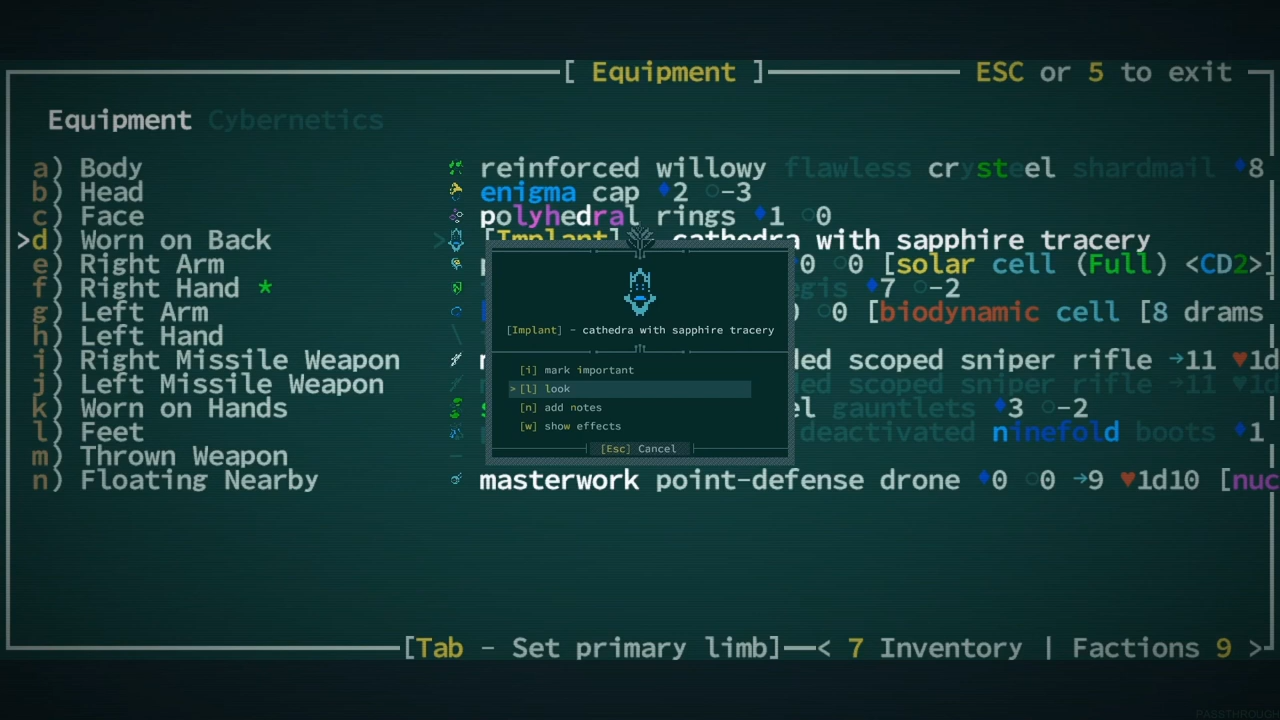 [ Equipment ]
ESC or 5 to exit
Equipment Cybernetics
a) Body reinforced willowy flawless crysteel shardmail ♦8
b) Head enigma cap ♦2 ○-3
c) Face polyhedral rings ♦1 ○0
>d) Worn on Back > [Implant] - cathedra with sapphire tracery
e) Right Arm 0 ○0 [solar cell (Full) <CD2>]
f) Right Hand * ♦7 ○-2
g) Left Arm ○0 [biodynamic cell [8 drams
h) Left Hand
i) Right Missile Weapon scoped sniper rifle →11 ♥1d
j) Left Missile Weapon scoped sniper rifle →11 ♥1d
k) Worn on Hands gauntlets ♦3 ○-2
l) Feet deactivated ninefold boots ♦1
m) Thrown Weapon
n) Floating Nearby masterwork point-defense drone ♦0 ○0 →9 ♥1d10 [nuc
[Implant] - cathedra with sapphire tracery
[i] mark important
> [l] look
[n] add notes
[w] show effects
[Esc] Cancel
[Tab - Set primary limb]
< 7 Inventory | Factions 9 >